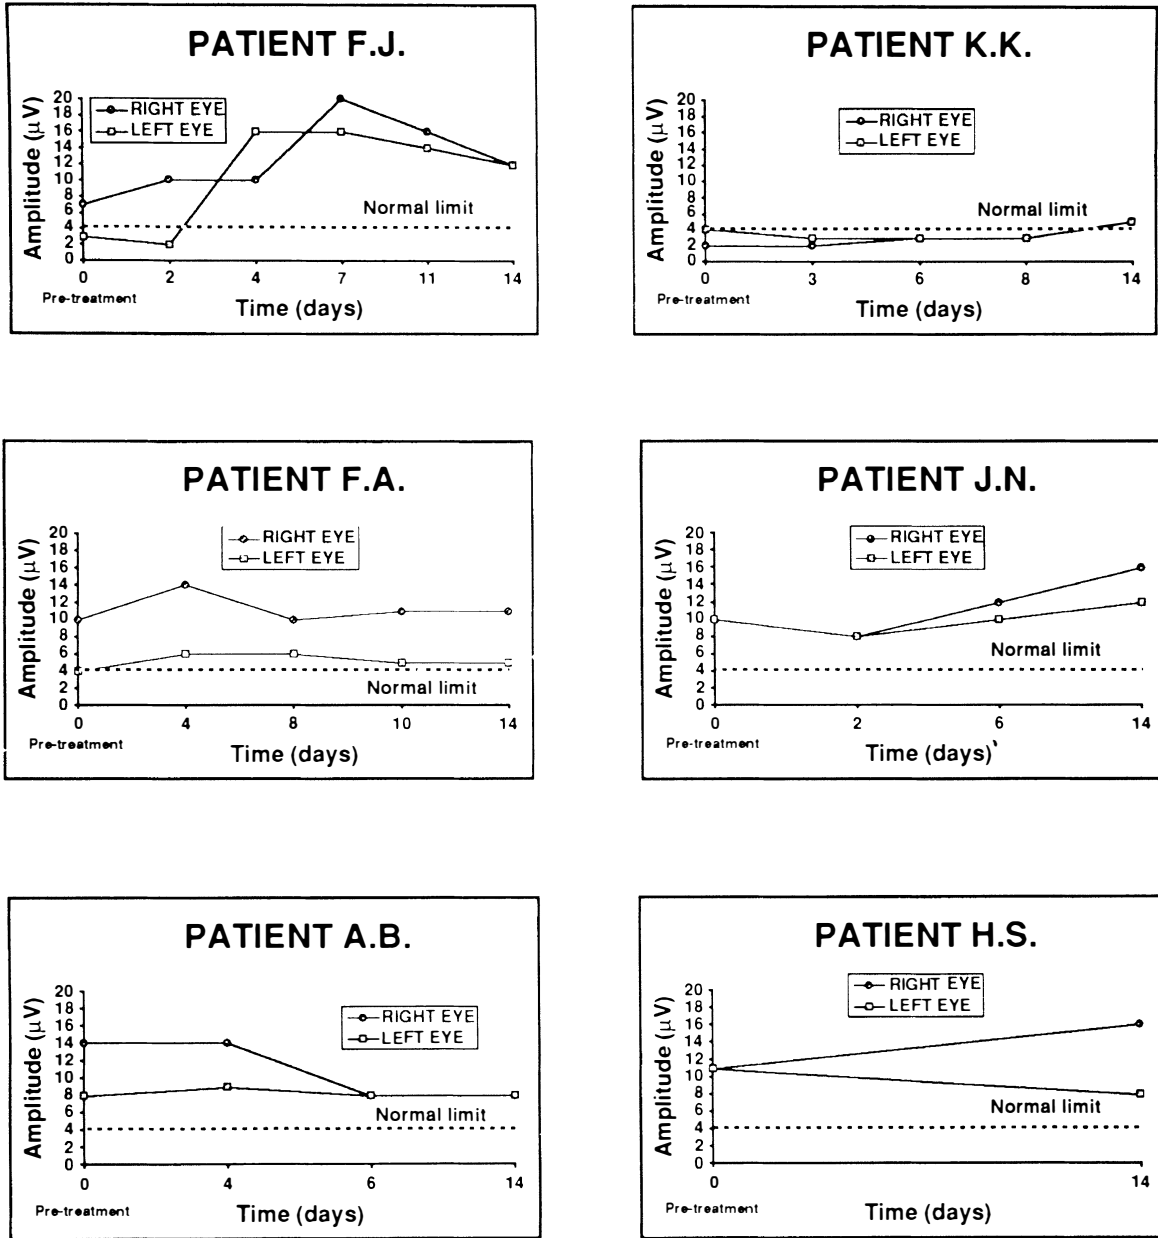 PATIENT F.J.
Amplitude (µV)
20
18
16
14
12
10
8
6
4
2
0
RIGHT EYE
LEFT EYE
Normal limit
0 2 4 7 11 14
Pre-treatment
Time (days)
PATIENT K.K.
Amplitude (µV)
20
18
16
14
12
10
8
6
4
2
0
RIGHT EYE
LEFT EYE
Normal limit
0 3 6 8 14
Pre-treatment
Time (days)
PATIENT F.A.
Amplitude (µV)
20
18
16
14
12
10
8
6
4
2
0
RIGHT EYE
LEFT EYE
Normal limit
0 4 8 10 14
Pre-treatment
Time (days)
PATIENT J.N.
Amplitude (µV)
20
18
16
14
12
10
8
6
4
2
0
RIGHT EYE
LEFT EYE
Normal limit
0 2 6 14
Pre-treatment
Time (days)
PATIENT A.B.
Amplitude (µV)
20
18
16
14
12
10
8
6
4
2
0
RIGHT EYE
LEFT EYE
Normal limit
0 4 6 14
Pre-treatment
Time (days)
PATIENT H.S.
Amplitude (µV)
20
18
16
14
12
10
8
6
4
2
0
RIGHT EYE
LEFT EYE
Normal limit
0 14
Pre-treatment
Time (days)